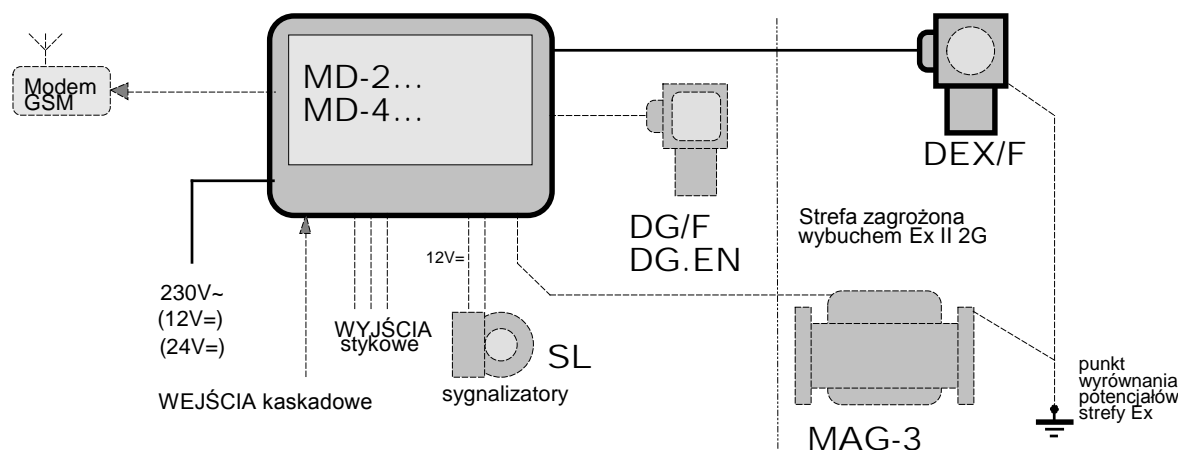 Modem
GSM
MD-2...
MD-4...
DEX/F
DG/F
DG.EN
Strefa zagrożona
wybuchem Ex II 2G
12V=
230V~
(12V=)
(24V=)
WYJŚCIA
stykowe
SL
sygnalizatory
WEJŚCIA kaskadowe
MAG-3
punkt
wyrównania
potencjałów
strefy Ex